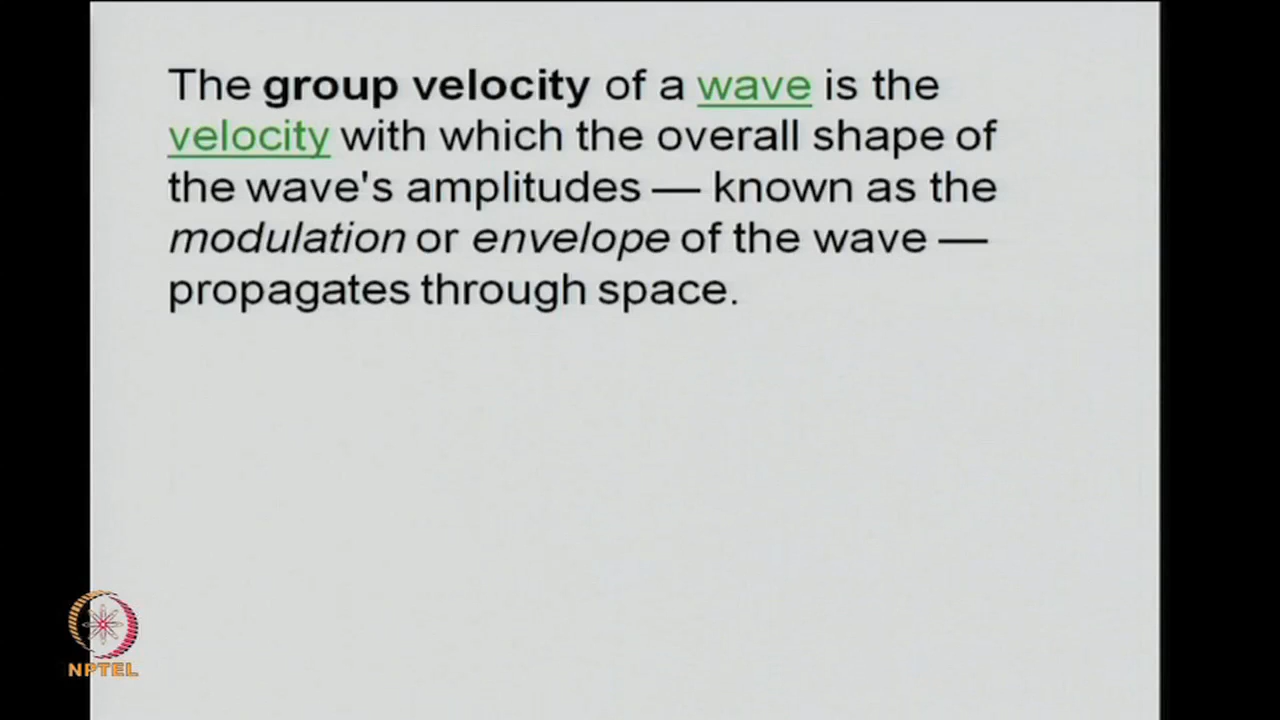 The group velocity of a wave is the
velocity with which the overall shape of
the wave's amplitudes — known as the
modulation or envelope of the wave —
propagates through space.
NPTEL